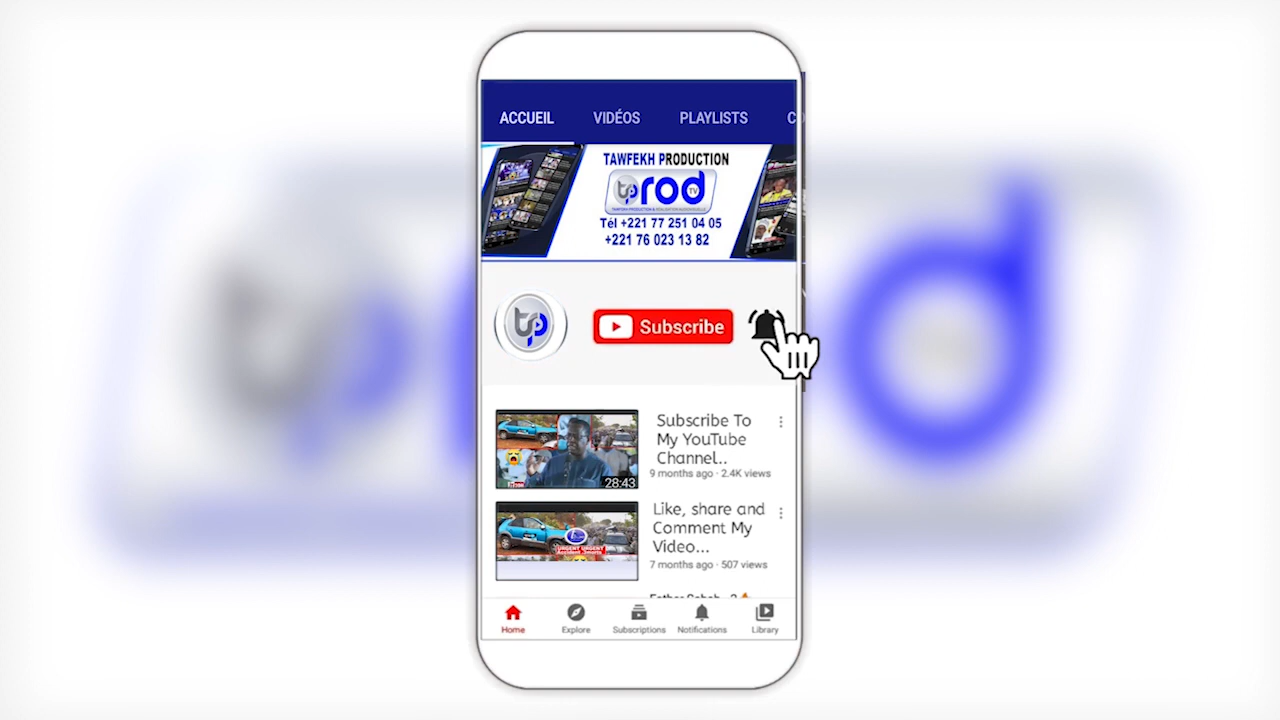 ACCUEIL VIDÉOS PLAYLISTS
TAWFEKH PRODUCTION
tprod TV
Tél +221 77 251 04 05
+221 76 023 13 82
tp
Subscribe
Subscribe To
My YouTube
Channel..
9 months ago · 2.4K views
28:43
Like, share and
Comment My
Video...
7 months ago · 507 views
URGENT URGENT
Home Explore Subscriptions Notifications Library